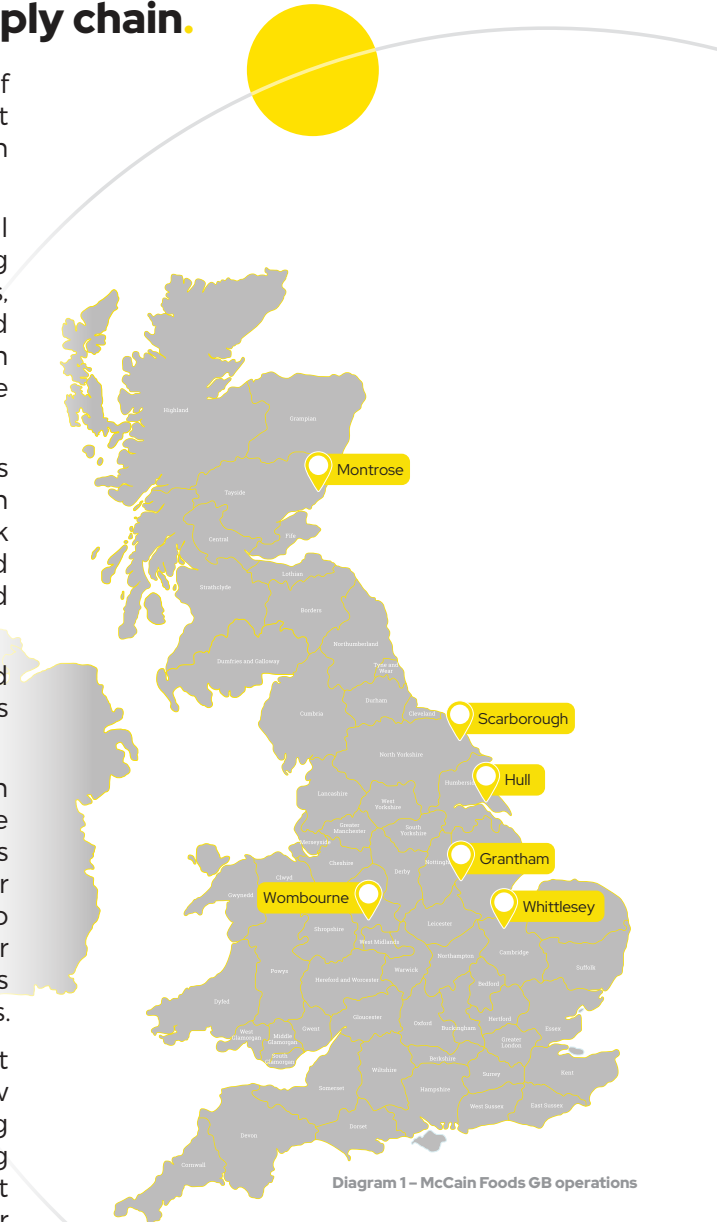 ply chain.
f
t
n
l
g
s,
d
n
e
s
n
k
d
d
d
s
n
e
s
r
o
r
s
s.
t
v
g
g
t
r
Highland
Grampian
Montrose
Tayside
Central
Fife
Lothian
Strathclyde
Borders
Northumberland
Dumfries and Galloway
Tyne and
Wear
Durham
Cumbria
Cleveland
Scarborough
North Yorkshire
Hull
Lancashire
West
Yorkshire
South
Yorkshire
Greater
Manchester
Merseyside
Grantham
Cheshire
Derby
Clwyd
Gwynedd
Wombourne
Whittlesey
Leicester
Shropshire
West Midlands
Northampton
Cambridge
Suffolk
Powys
Hereford and Worcester
Warwick
Bedford
Dyfed
Gloucester
Oxford
Buckingham
Hertford
Essex
West
Glamorgan
Middle
Glamorgan
Gwent
Greater
London
South
Glamorgan
Berkshire
Wiltshire
Surrey
Kent
Somerset
Hampshire
West Sussex
East Sussex
Dorset
Devon
Cornwall
Diagram 1 – McCain Foods GB operations